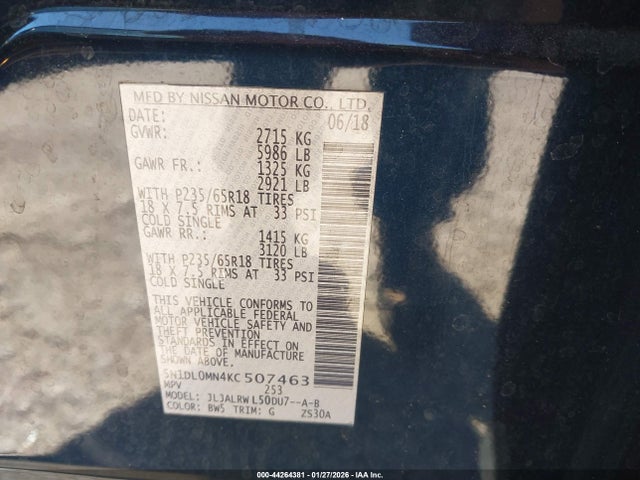 MFD BY NISSAN MOTOR CO., LTD.
DATE: 06/18
GVWR: 2715 KG
5986 LB
GAWR FR.: 1325 KG
2921 LB
WITH P235/65R18 TIRES
18 X 7.5 RIMS AT 33 PSI
COLD SINGLE
GAWR RR.: 1415 KG
3120 LB
WITH P235/65R18 TIRES
18 X 7.5 RIMS AT 33 PSI
COLD SINGLE
THIS VEHICLE CONFORMS TO
ALL APPLICABLE FEDERAL
MOTOR VEHICLE SAFETY AND
THEFT PREVENTION
STANDARDS IN EFFECT ON
THE DATE OF MANUFACTURE
SHOWN ABOVE.
5N1DL0MN4KC507463
MPV 253
MODEL: JLJALRWL50DU7--A-B
COLOR: BW5 TRIM: G ZS30A
000-44264381 - 01/27/2026 - IAA